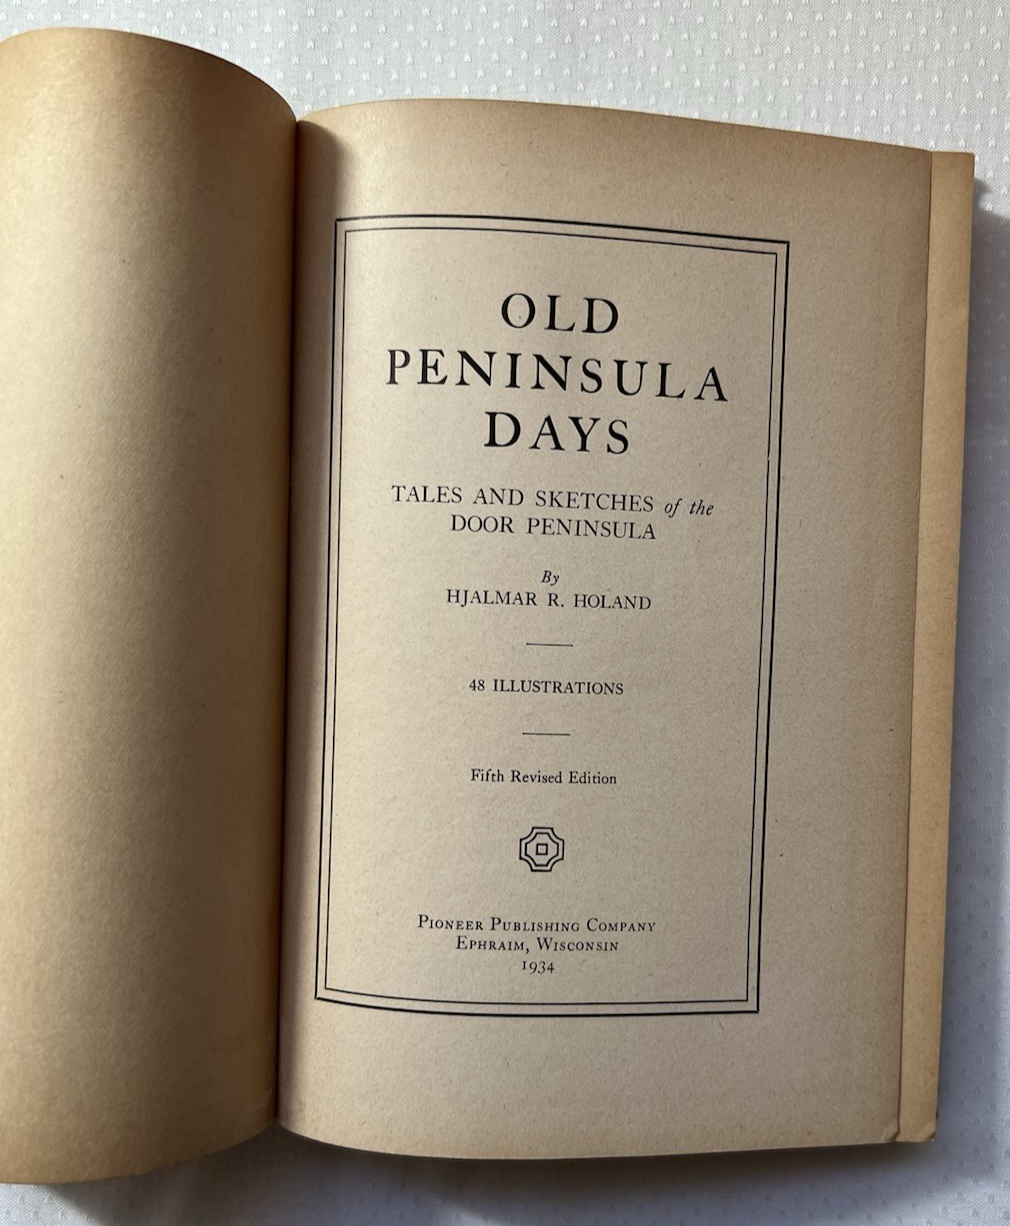 OLD
PENINSULA
DAYS
TALES AND SKETCHES of the
DOOR PENINSULA
By
HJALMAR R. HOLAND
48 ILLUSTRATIONS
Fifth Revised Edition
PIONEER PUBLISHING COMPANY
EPHRAIM, WISCONSIN
1934